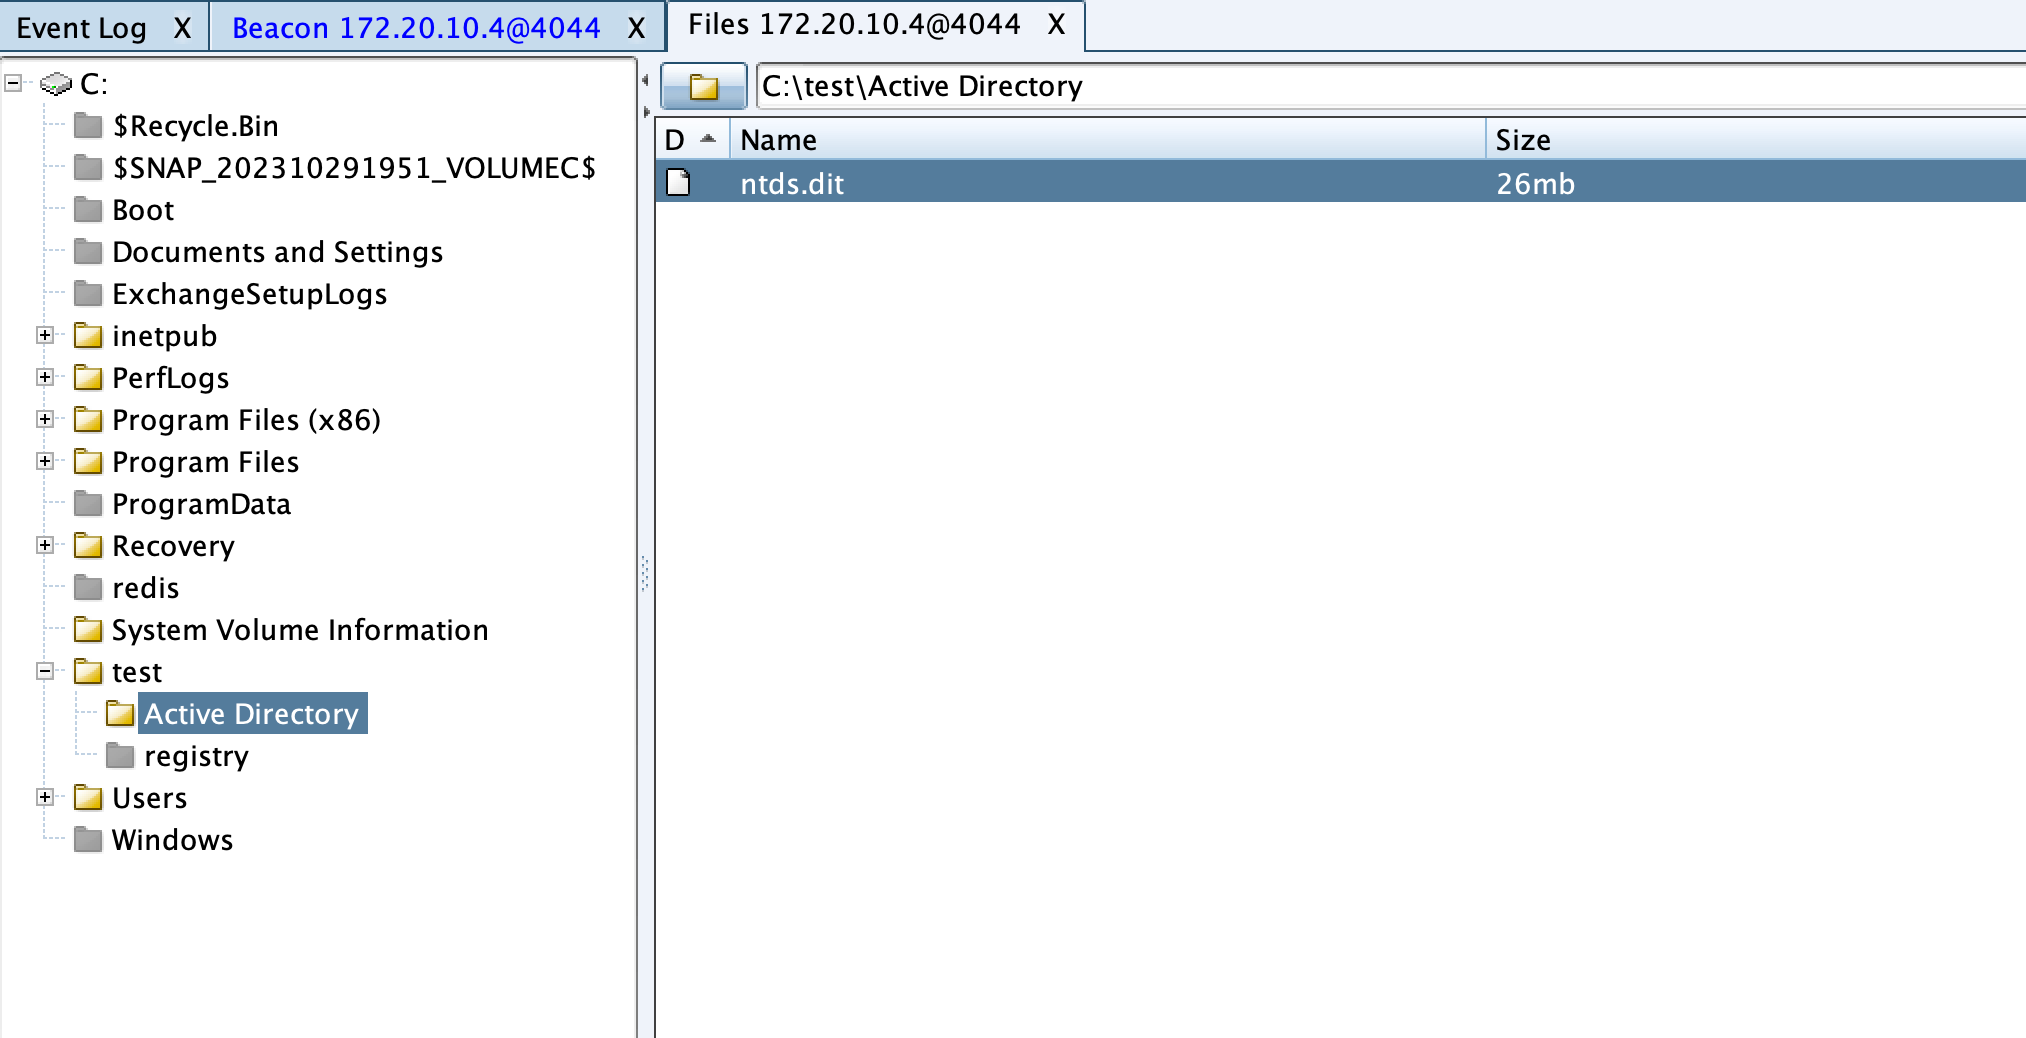 Event Log X Beacon 172.20.10.4@4044 X Files 172.20.10.4@4044 X
C:
$Recycle.Bin
$SNAP_202310291951_VOLUMEC$
Boot
Documents and Settings
ExchangeSetupLogs
inetpub
PerfLogs
Program Files (x86)
Program Files
ProgramData
Recovery
redis
System Volume Information
test
Active Directory
registry
Users
Windows
C:\test\Active Directory
D Name Size
ntds.dit 26mb